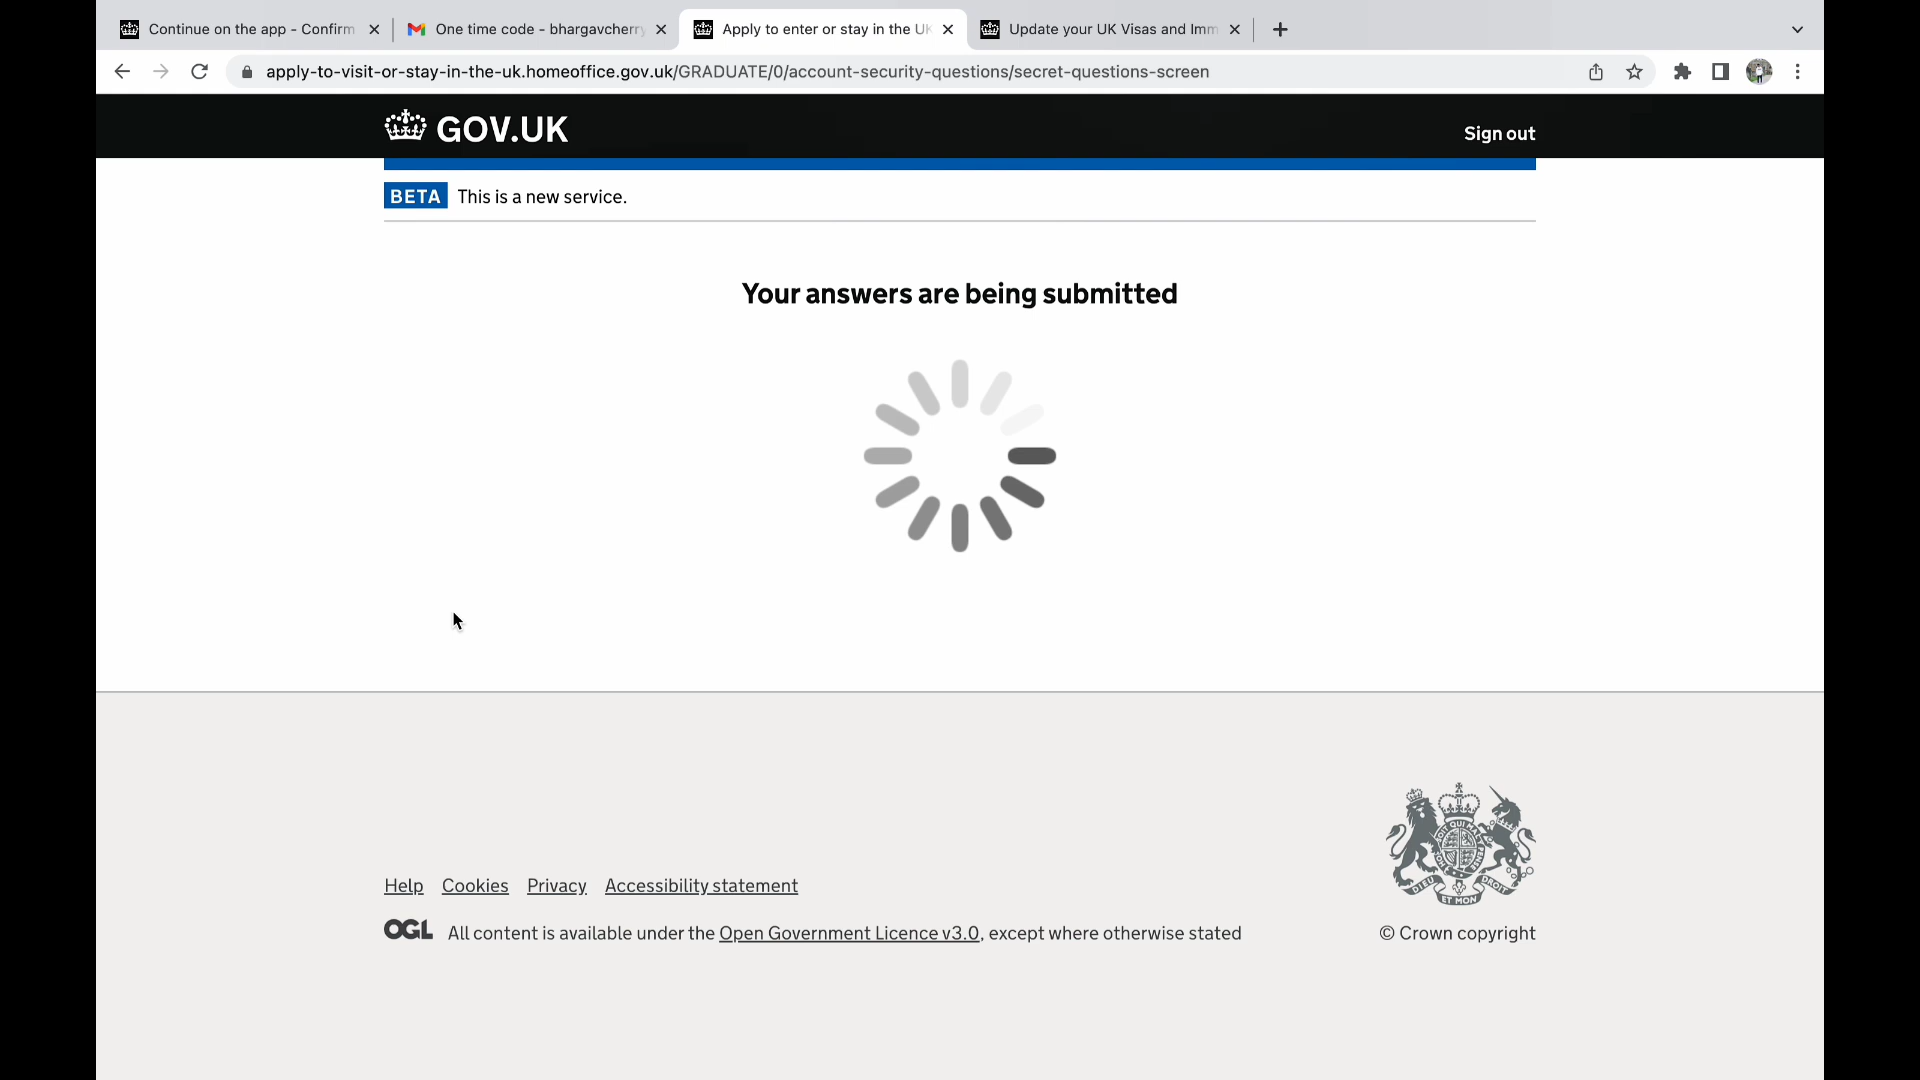 Continue on the app - Confirm
One time code - bhargavcherry
Apply to enter or stay in the UK
Update your UK Visas and Imm
apply-to-visit-or-stay-in-the-uk.homeoffice.gov.uk/GRADUATE/0/account-security-questions/secret-questions-screen
GOV.UK
Sign out
BETA This is a new service.
Your answers are being submitted
Help Cookies Privacy Accessibility statement
OGL All content is available under the Open Government Licence v3.0, except where otherwise stated
DIEU ET MON DROIT
© Crown copyright